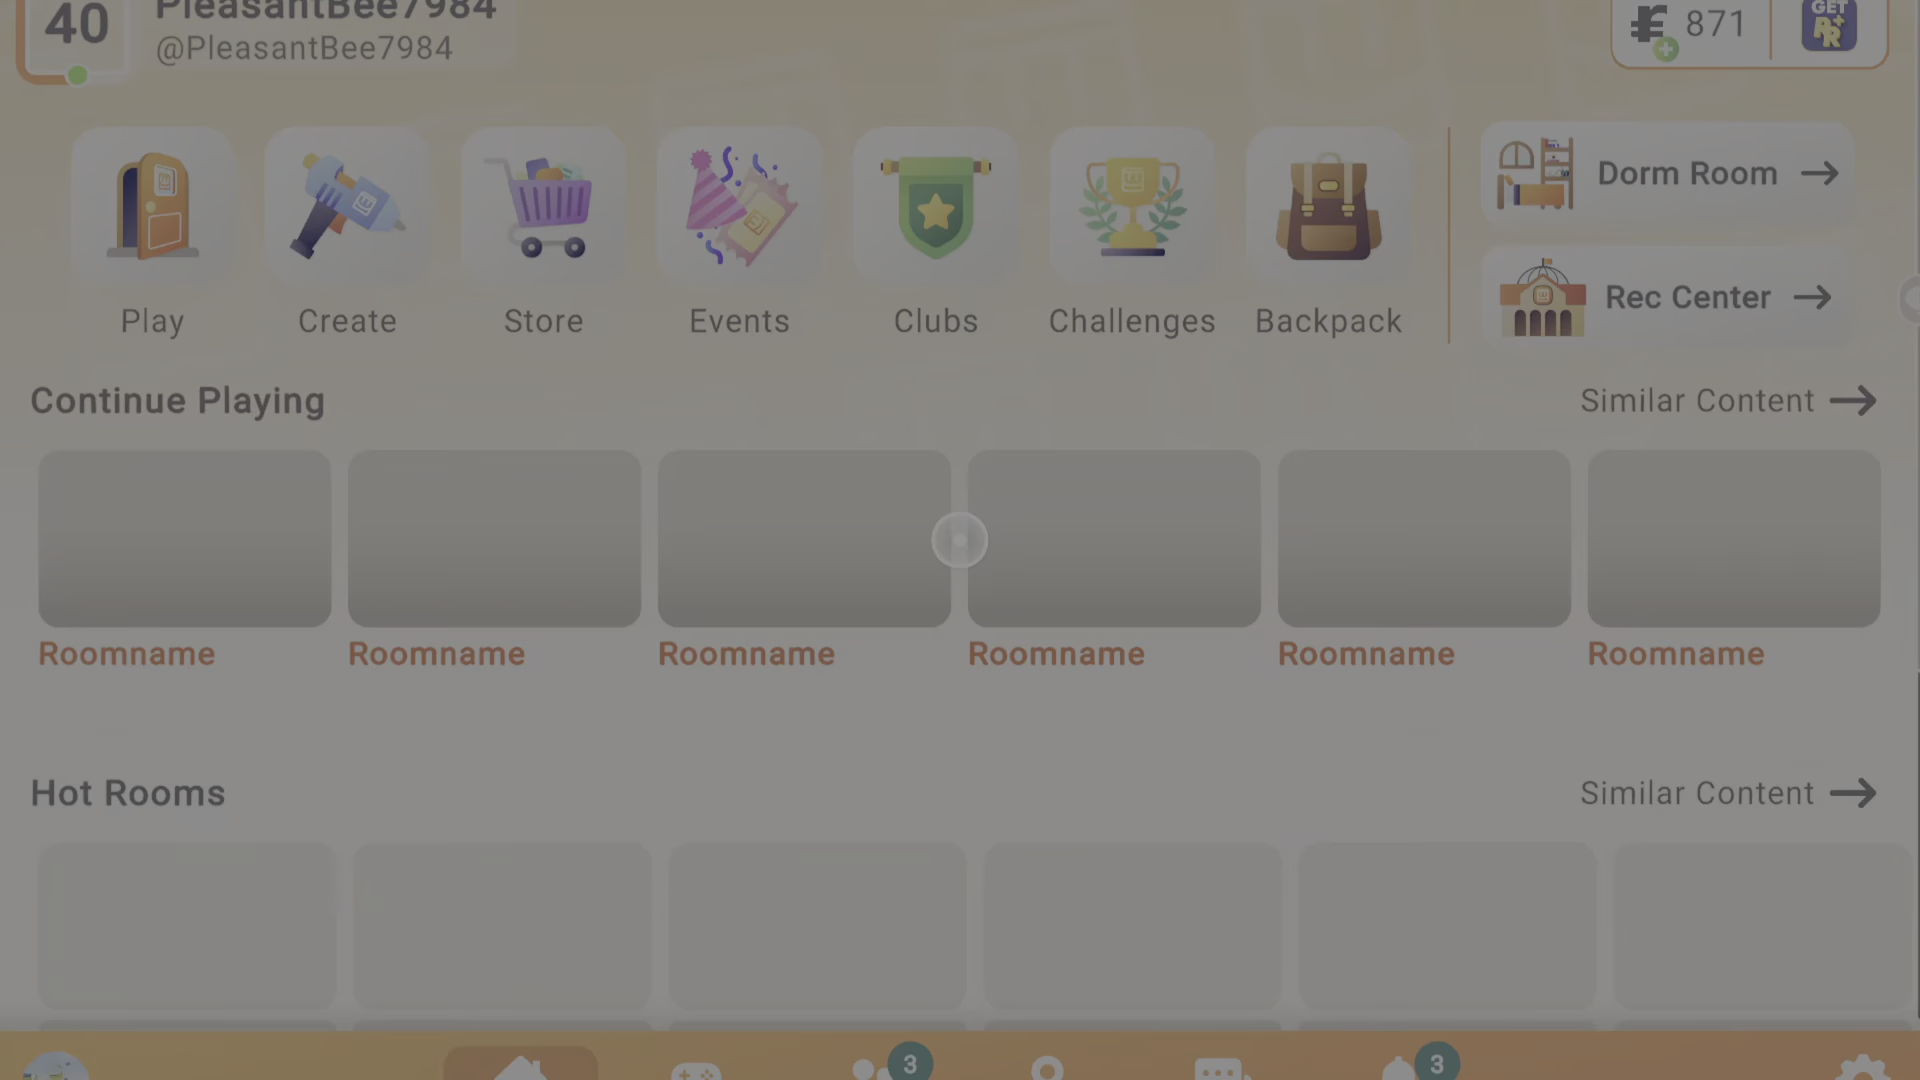 40
PleasantBee7984
@PleasantBee7984
871
GET
RR+
Play
Create
Store
Events
Clubs
Challenges
Backpack
Dorm Room
Rec Center
Continue Playing
Similar Content
Roomname
Roomname
Roomname
Roomname
Roomname
Roomname
Hot Rooms
Similar Content
3
3